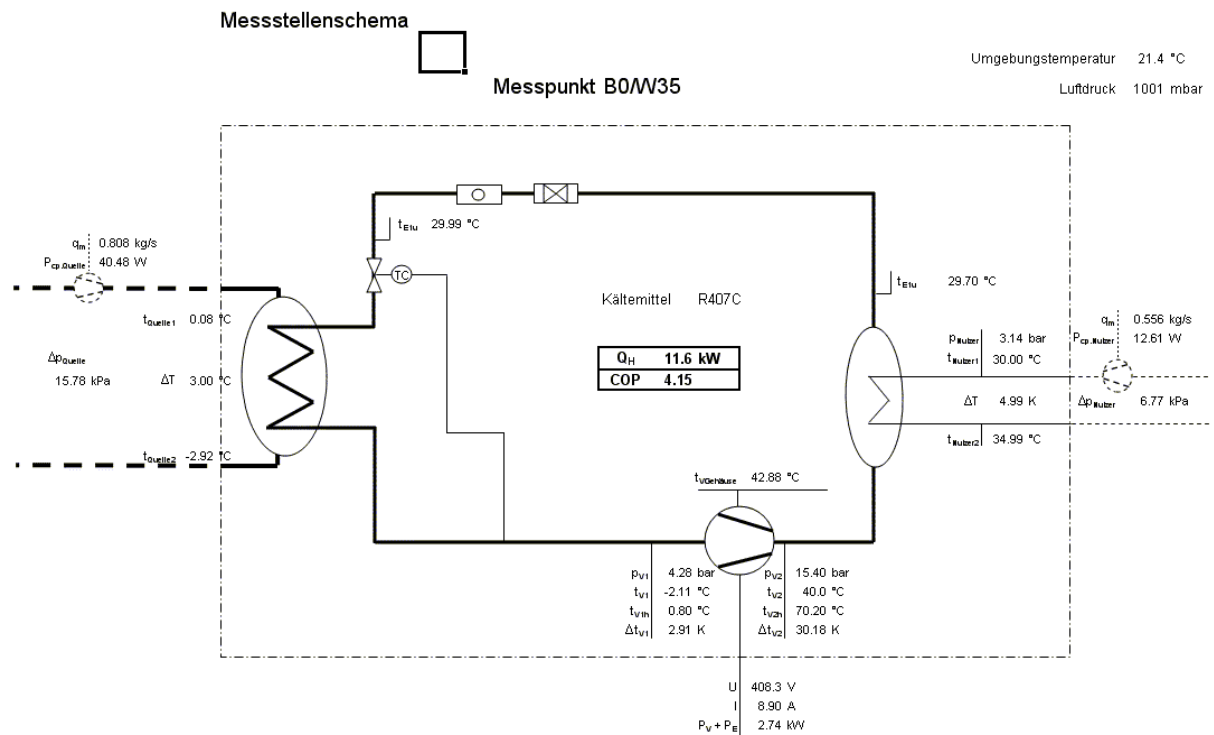 Messstellenschema
Messpunkt B0/W35
Umgebungstemperatur 21.4 °C
Luftdruck 1001 mbar
t_E1u 29.99 °C
q_m 0.808 kg/s
P_cp.Quelle 40.48 W
TC
Kältemittel R407C
t_E1u 29.70 °C
t_Quelle1 0.08 °C
q_m 0.556 kg/s
p_Nutzer 3.14 bar
P_cp.Nutzer 12.61 W
t_Nutzer1 30.00 °C
Δp_Quelle
15.78 kPa
ΔT 3.00 °C
Q_H 11.6 kW
COP 4.15
ΔT 4.99 K
Δp_Nutzer 6.77 kPa
t_Nutzer2 34.99 °C
t_Quelle2 -2.92 °C
t_VGehäuse 42.88 °C
p_V1 4.28 bar
t_V1 -2.11 °C
t_V1h 0.80 °C
Δt_V1 2.91 K
p_V2 15.40 bar
t_V2 40.0 °C
t_V2h 70.20 °C
Δt_V2 30.18 K
U 408.3 V
I 8.90 A
P_V + P_E 2.74 kW